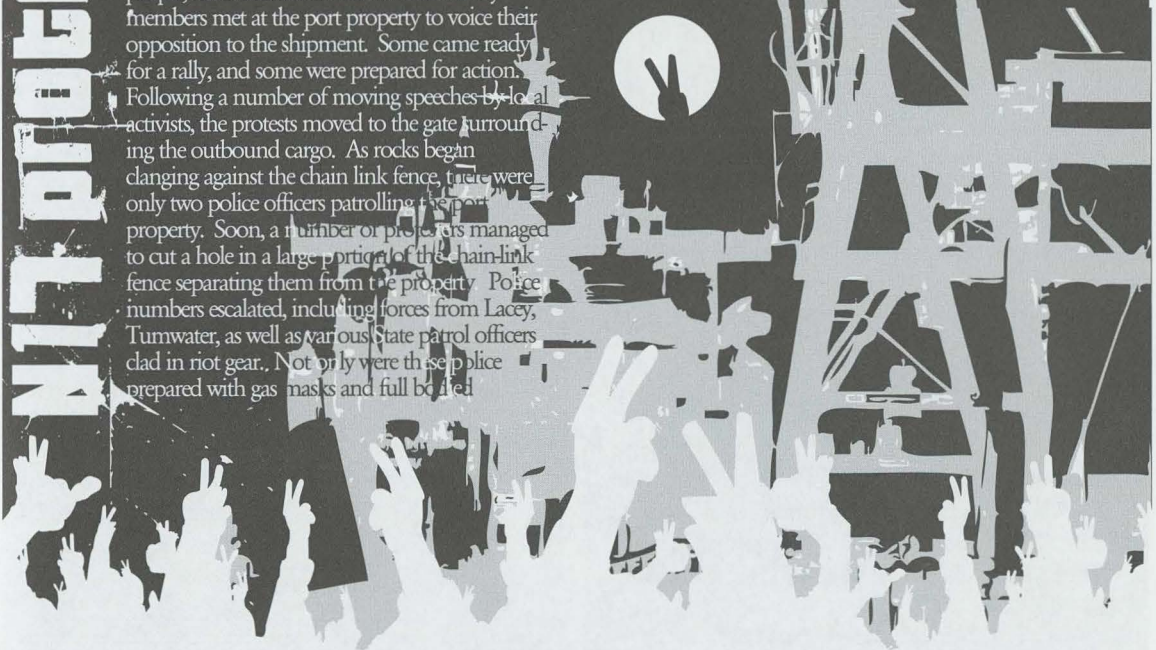 members met at the port property to voice their
opposition to the shipment.  Some came ready
for a rally, and some were prepared for action.
Following a number of moving speeches by local
activists, the protests moved to the gate surround-
ing the outbound cargo.  As rocks began
clanging against the chain link fence, there were
only two police officers patrolling the port
property.  Soon, a number of protesters managed
to cut a hole in a large portion of the chain-link
fence separating them from the property.  Police
numbers escalated, including forces from Lacey,
Tumwater, as well as various State patrol officers
clad in riot gear.. Not only were these police
prepared with gas masks and full bodied